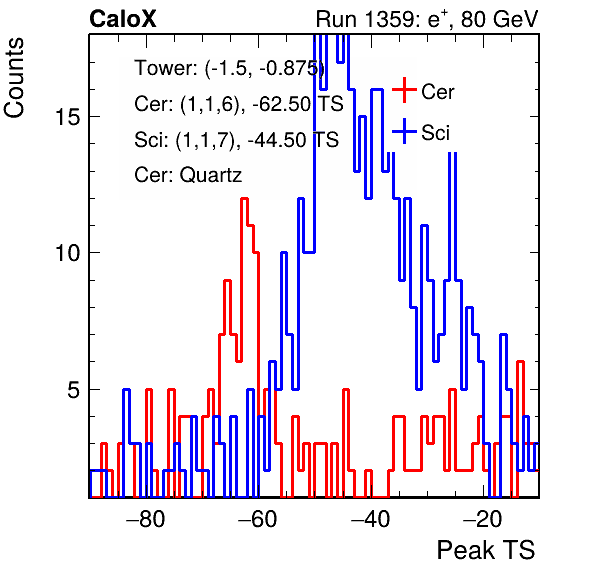 CaloX Run 1359: e⁺, 80 GeV
Counts
Tower: (-1.5, -0.875)
Cer: (1,1,6), -62.50 TS
Sci: (1,1,7), -44.50 TS
Cer: Quartz
Cer
Sci
15
10
5
−80 −60 −40 −20
Peak TS